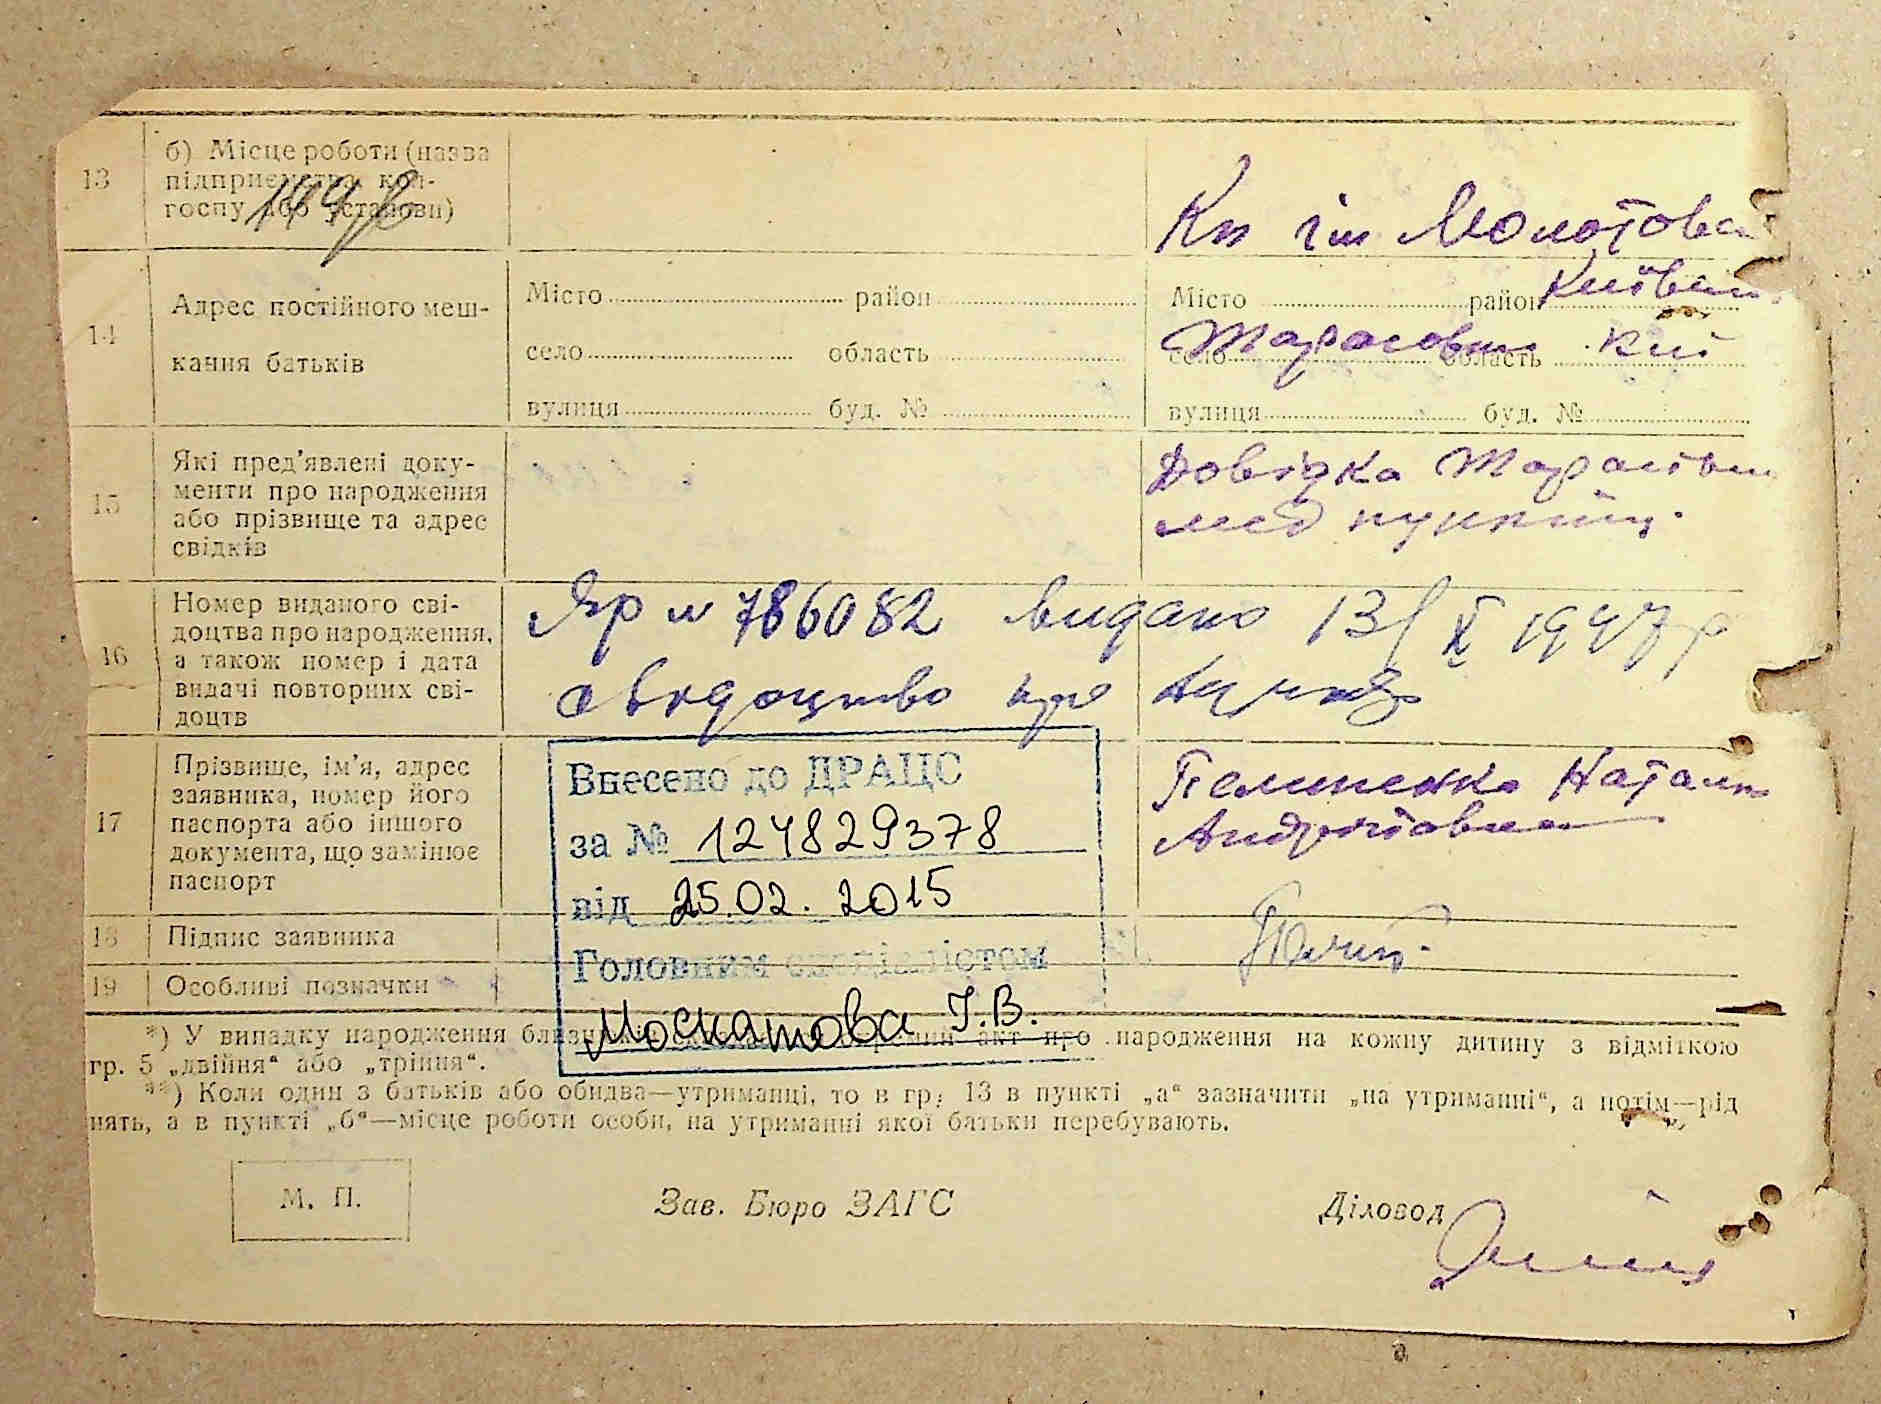 13
б) Місце роботи (назва
підприємства, кол-
госпу або установи)
Кп ім Молотова
14
Адрес постійного меш-
кання батьків
Місто район
село область
вулиця буд. №
Місто район
село Тарасовка область Киї
вулиця буд. №
15
Які пред'явлені доку-
менти про народження
або прізвище та адрес
свідків
Довідка
мед пункту
16
Номер виданого сві-
доцтва про народження,
а також номер і дата
видачі повторних сві-
доцтв
786082 видано 13/X 1947 р
свидоцтво
17
Прізвище, ім'я, адрес
заявника, номер його
паспорта або іншого
документа, що замінює
паспорт
Наталка
18
Підпис заявника
19
Особливі позначки
Внесено до ДРАЦС
за № 124829378
від 25.02.2015
Головним спеціалістом
Москатова І.В.
*) У випадку народження акт про народження на кожну дитину з відміткою
гр. 5 „двійня“ або „трійня“.
**) Коли один з батьків або обидва—утриманці, то в гр. 13 в пункті „а“ зазначити „на утриманні“, а потім—рід
нять, а в пункті „б“—місце роботи особи, на утриманні якої батьки перебувають.
М. П.
Зав. Бюро ЗАГС
Діловод